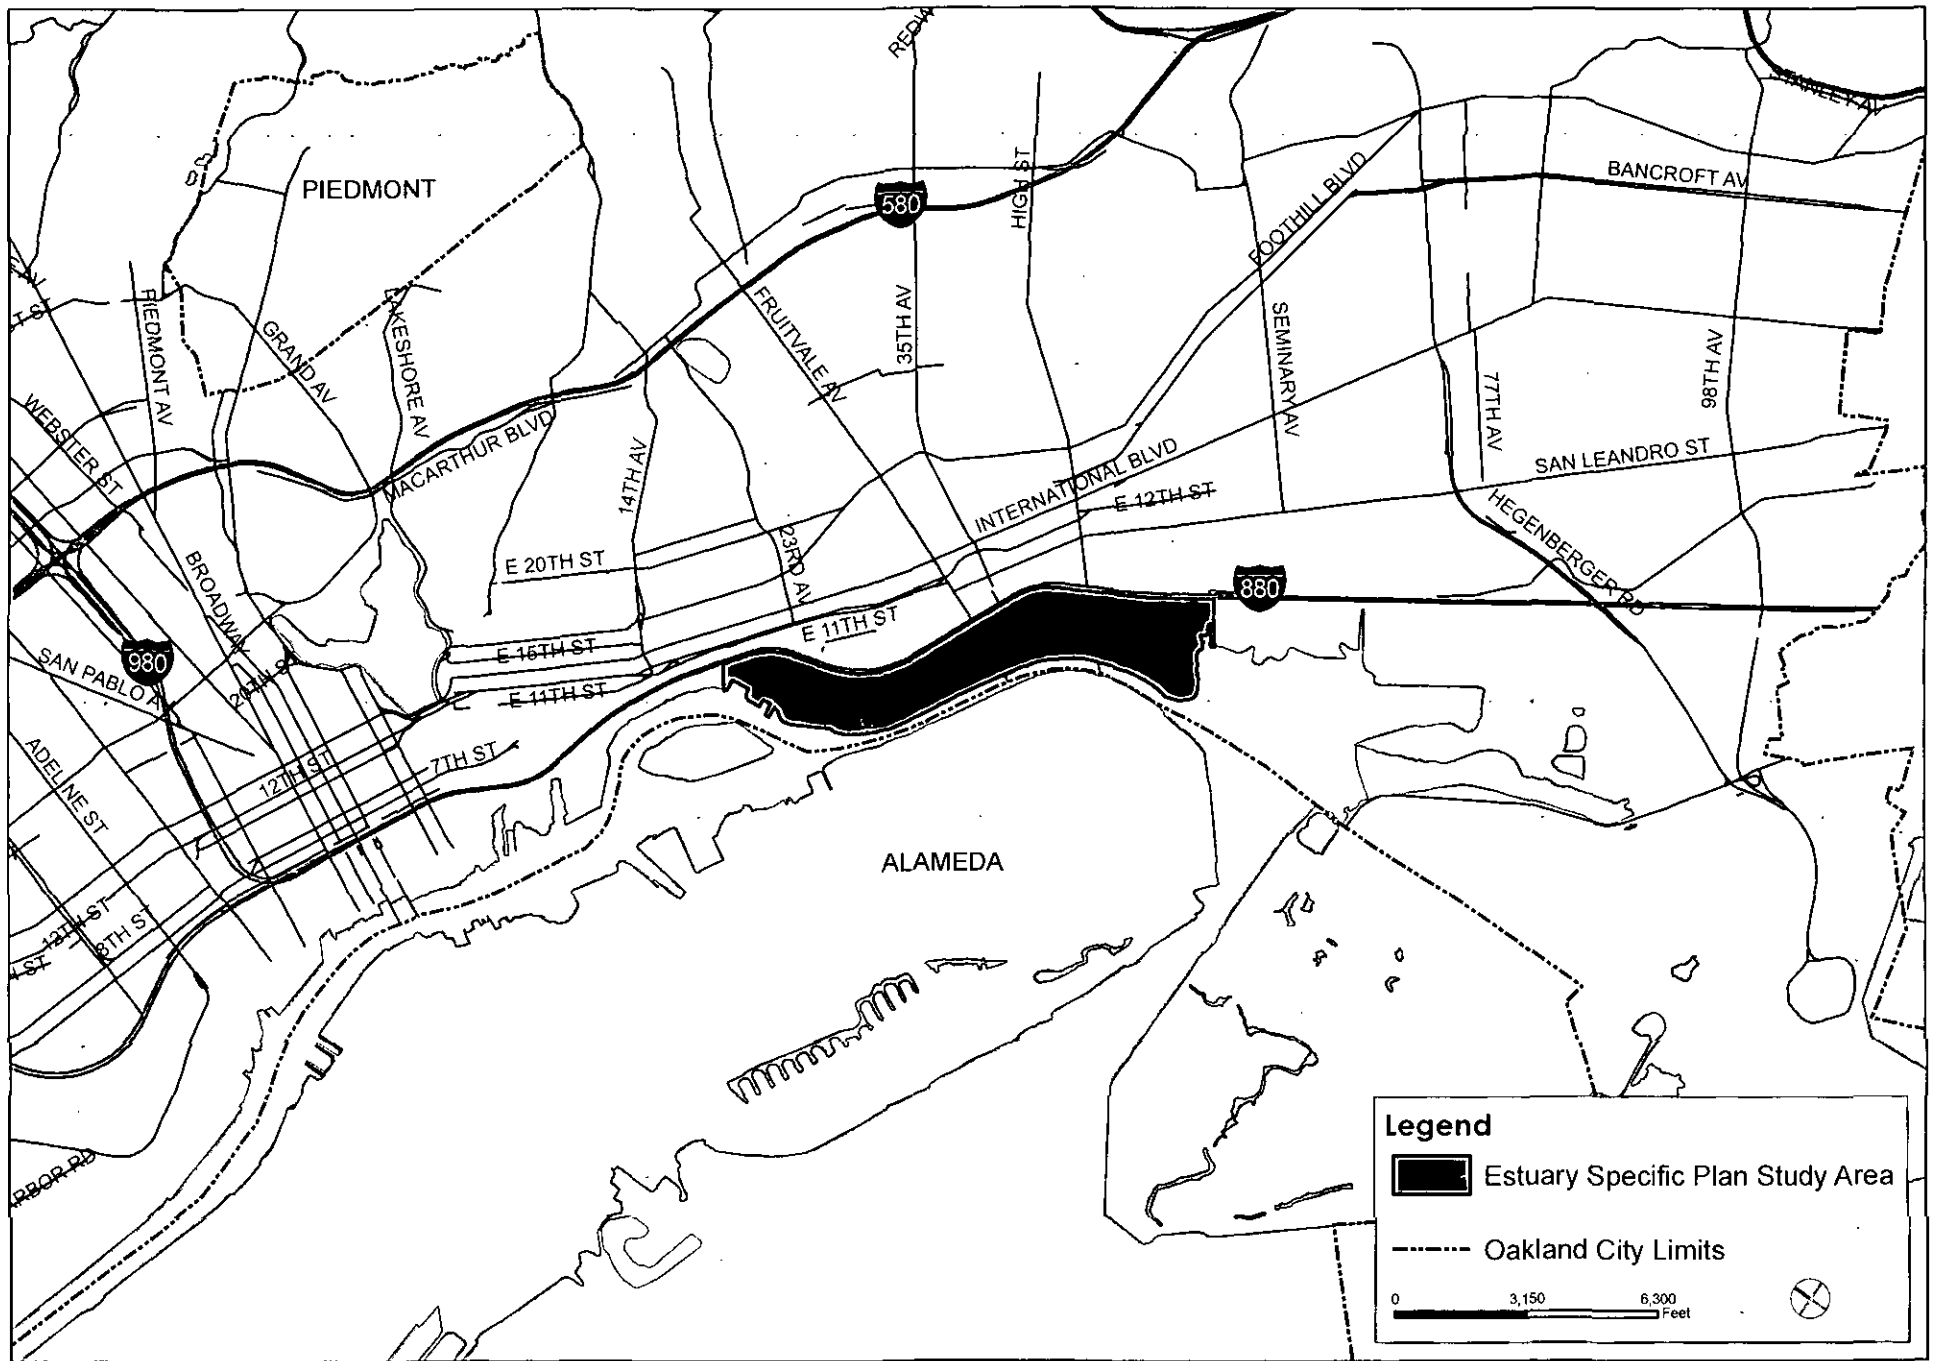 PIEDMONT
580
HIGH ST
FOOTHILL BLVD
BANCROFT AV
PIEDMONT AV
GRAND AV
LAKESHORE AV
FRUITVALE AV
35TH AV
SEMINARY AV
77TH AV
98TH AV
WEBSTER ST
MACARTHUR BLVD
14TH AV
INTERNATIONAL BLVD
E 12TH ST
SAN LEANDRO ST
HEGENBERGER RD
BROADWAY
E 20TH ST
23RD AV
880
E 11TH ST
E 15TH ST
E 11TH ST
980
SAN PABLO A
20TH ST
ADELINE ST
12TH ST
7TH ST
ALAMEDA
12TH ST
8TH ST
RBOR RD
Legend
Estuary Specific Plan Study Area
Oakland City Limits
0 3,150 6,300
Feet